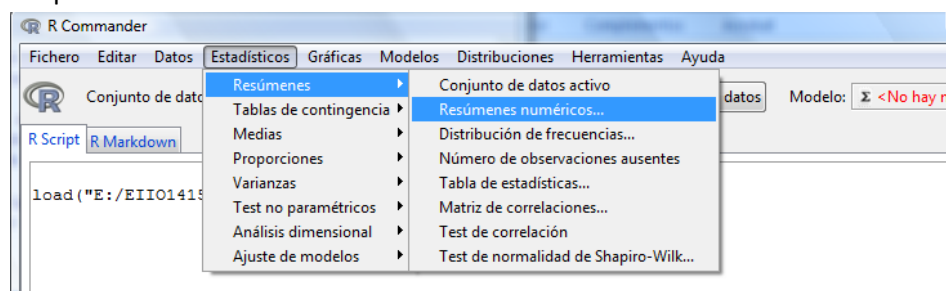 R Commander
Fichero Editar Datos Estadísticos Gráficas Modelos Distribuciones Herramientas Ayuda
Conjunto de dato
datos Modelo: Σ <No hay m
R Script R Markdown
load("E:/EIIO1415
Resúmenes
Tablas de contingencia
Medias
Proporciones
Varianzas
Test no paramétricos
Análisis dimensional
Ajuste de modelos
Conjunto de datos activo
Resúmenes numéricos...
Distribución de frecuencias...
Número de observaciones ausentes
Tabla de estadísticas...
Matriz de correlaciones...
Test de correlación
Test de normalidad de Shapiro-Wilk...